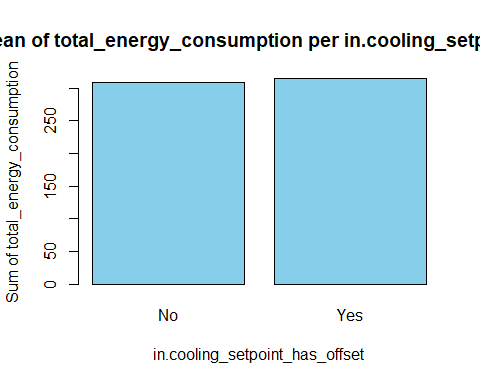 ean of total_energy_consumption per in.cooling_setp
Sum of total_energy_consumption
250
150
50
0
No Yes
in.cooling_setpoint_has_offset